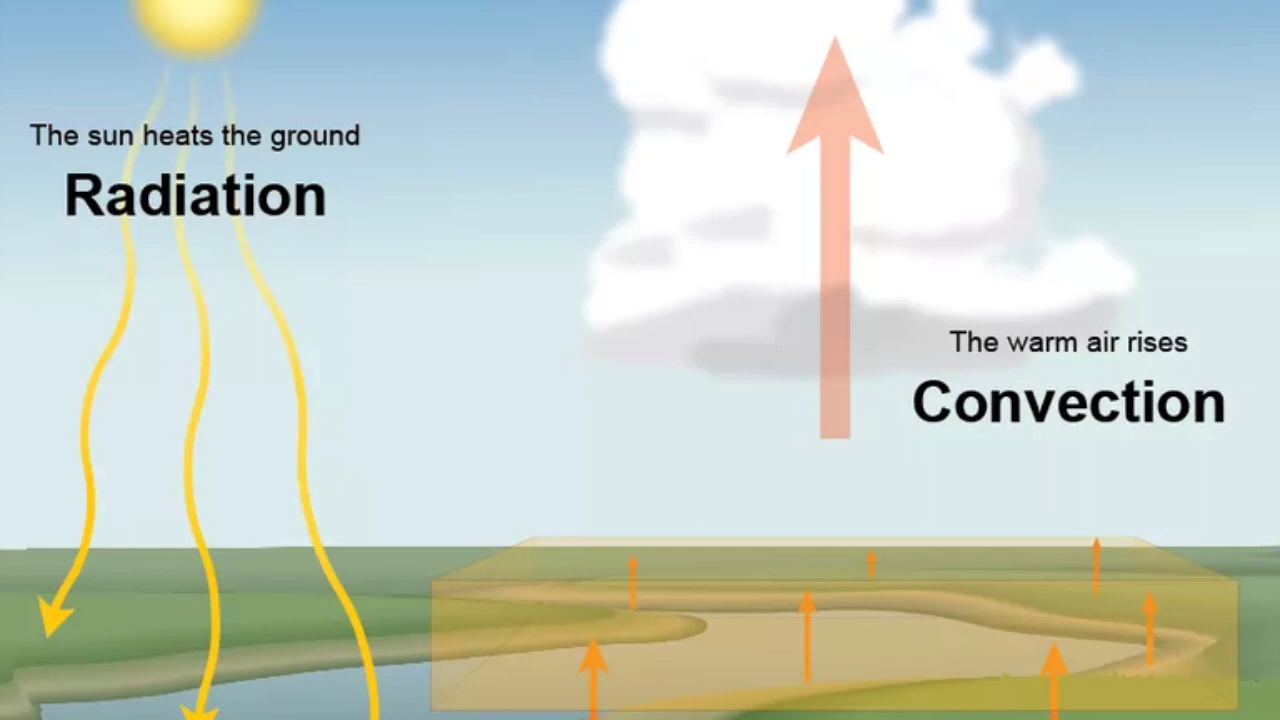 The sun heats the ground
Radiation
The warm air rises
Convection